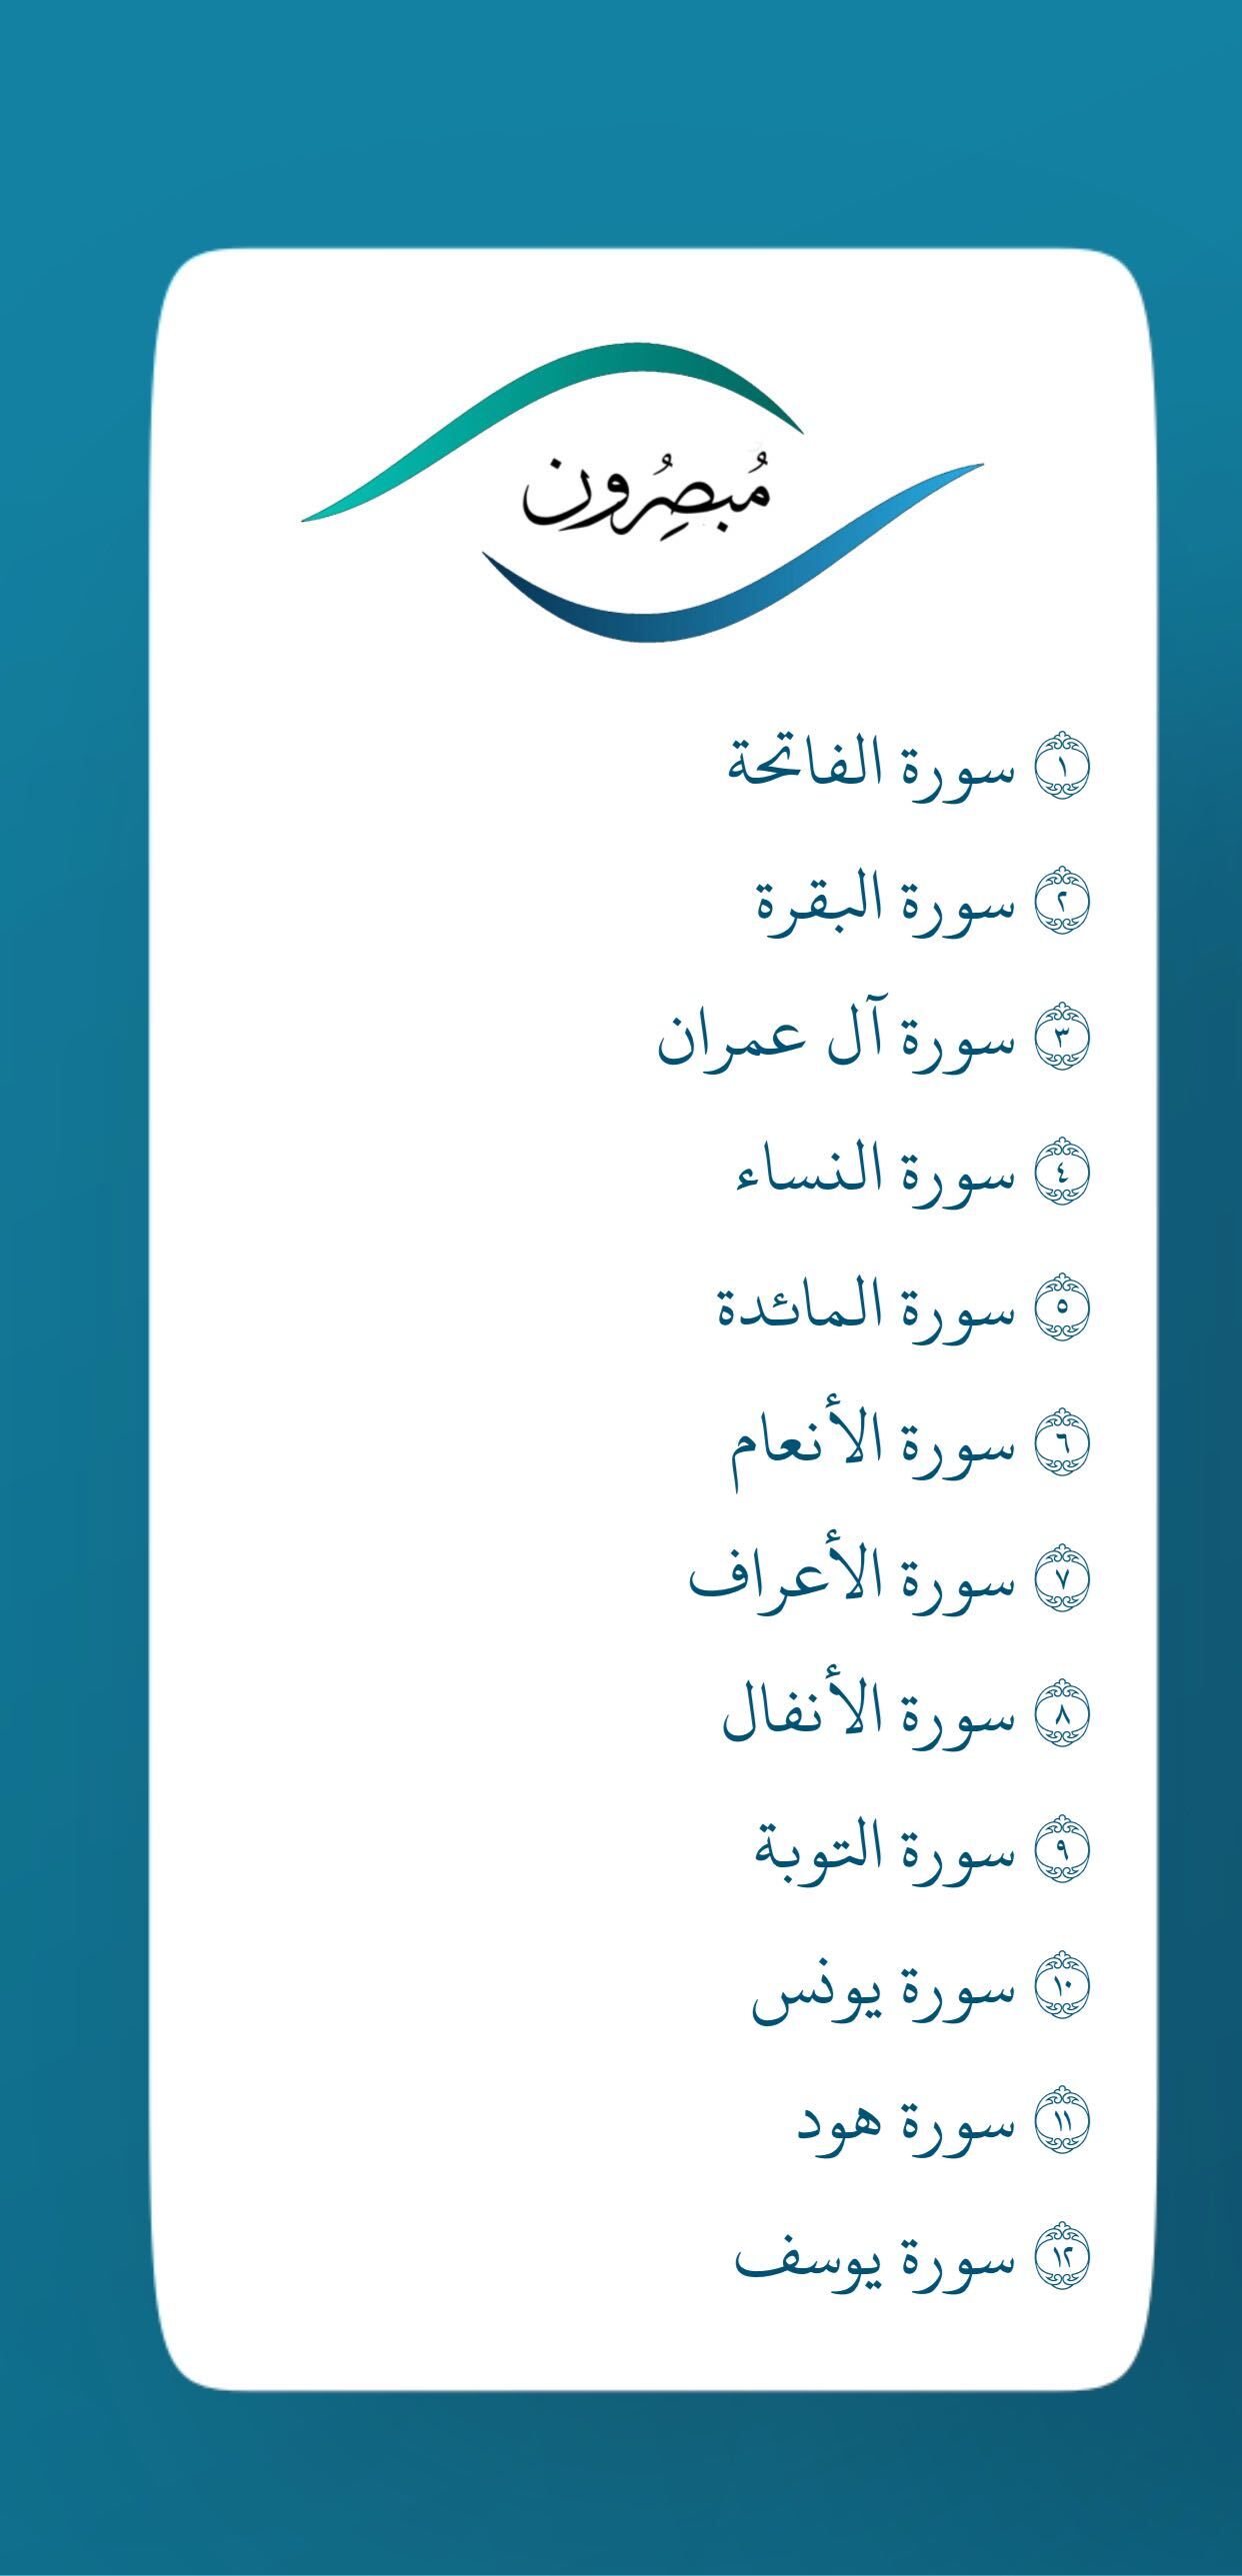 مُبصِرُون
١ سورة الفاتحة
٢ سورة البقرة
٣ سورة آل عمران
٤ سورة النساء
٥ سورة المائدة
٦ سورة الأنعام
٧ سورة الأعراف
٨ سورة الأنفال
٩ سورة التوبة
١٠ سورة يونس
١١ سورة هود
١٢ سورة يوسف